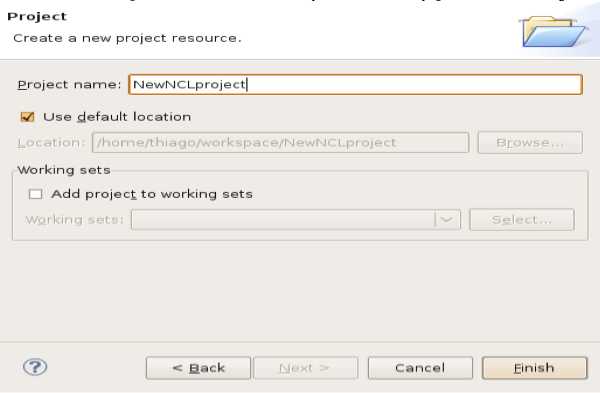 Project
Create a new project resource.
Project name: NewNCLproject
Use default location
Location: /home/thiago/workspace/NewNCLproject Browse...
Working sets
Add project to working sets
Working sets: Select...
? < Back Next > Cancel Finish